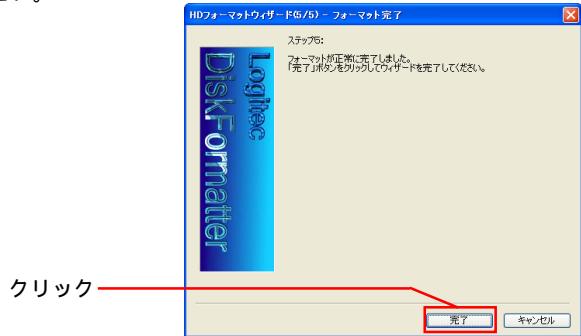 い。
HDフォーマットウィザード(5/5) - フォーマット完了
ステップ5:
フォーマットが正常に完了しました。
「完了」ボタンをクリックしてウィザードを完了してください。
Logitec
DiskFormatter
クリック
完了
キャンセル